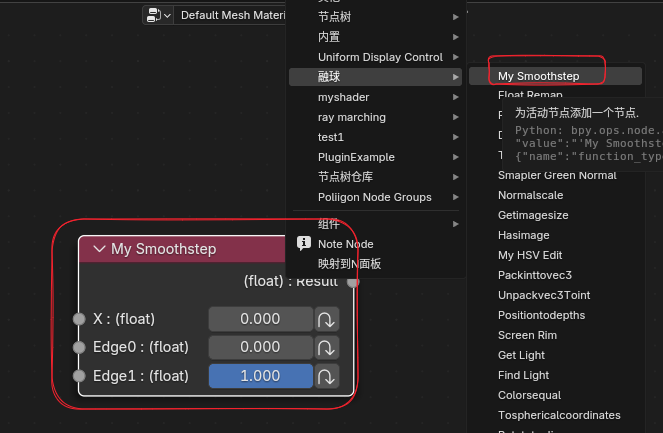 Default Mesh Materi
节点树
内置
Uniform Display Control
融球
myshader
ray marching
test1
PluginExample
节点树仓库
Poliigon Node Groups
组件
Note Node
映射到N面板
My Smoothstep
Float Remap
为活动节点添加一个节点.
Python: bpy.ops.node.
"value":"'My Smoothst
{"name":"function_typ
Smapler Green Normal
Normalscale
Getimagesize
Hasimage
My HSV Edit
Packinttovec3
Unpackvec3Toint
Positiontodepths
Screen Rim
Get Light
Find Light
Colorsequal
Tosphericalcoordinates
My Smoothstep
(float) : Result
X : (float) 0.000
Edge0 : (float) 0.000
Edge1 : (float) 1.000